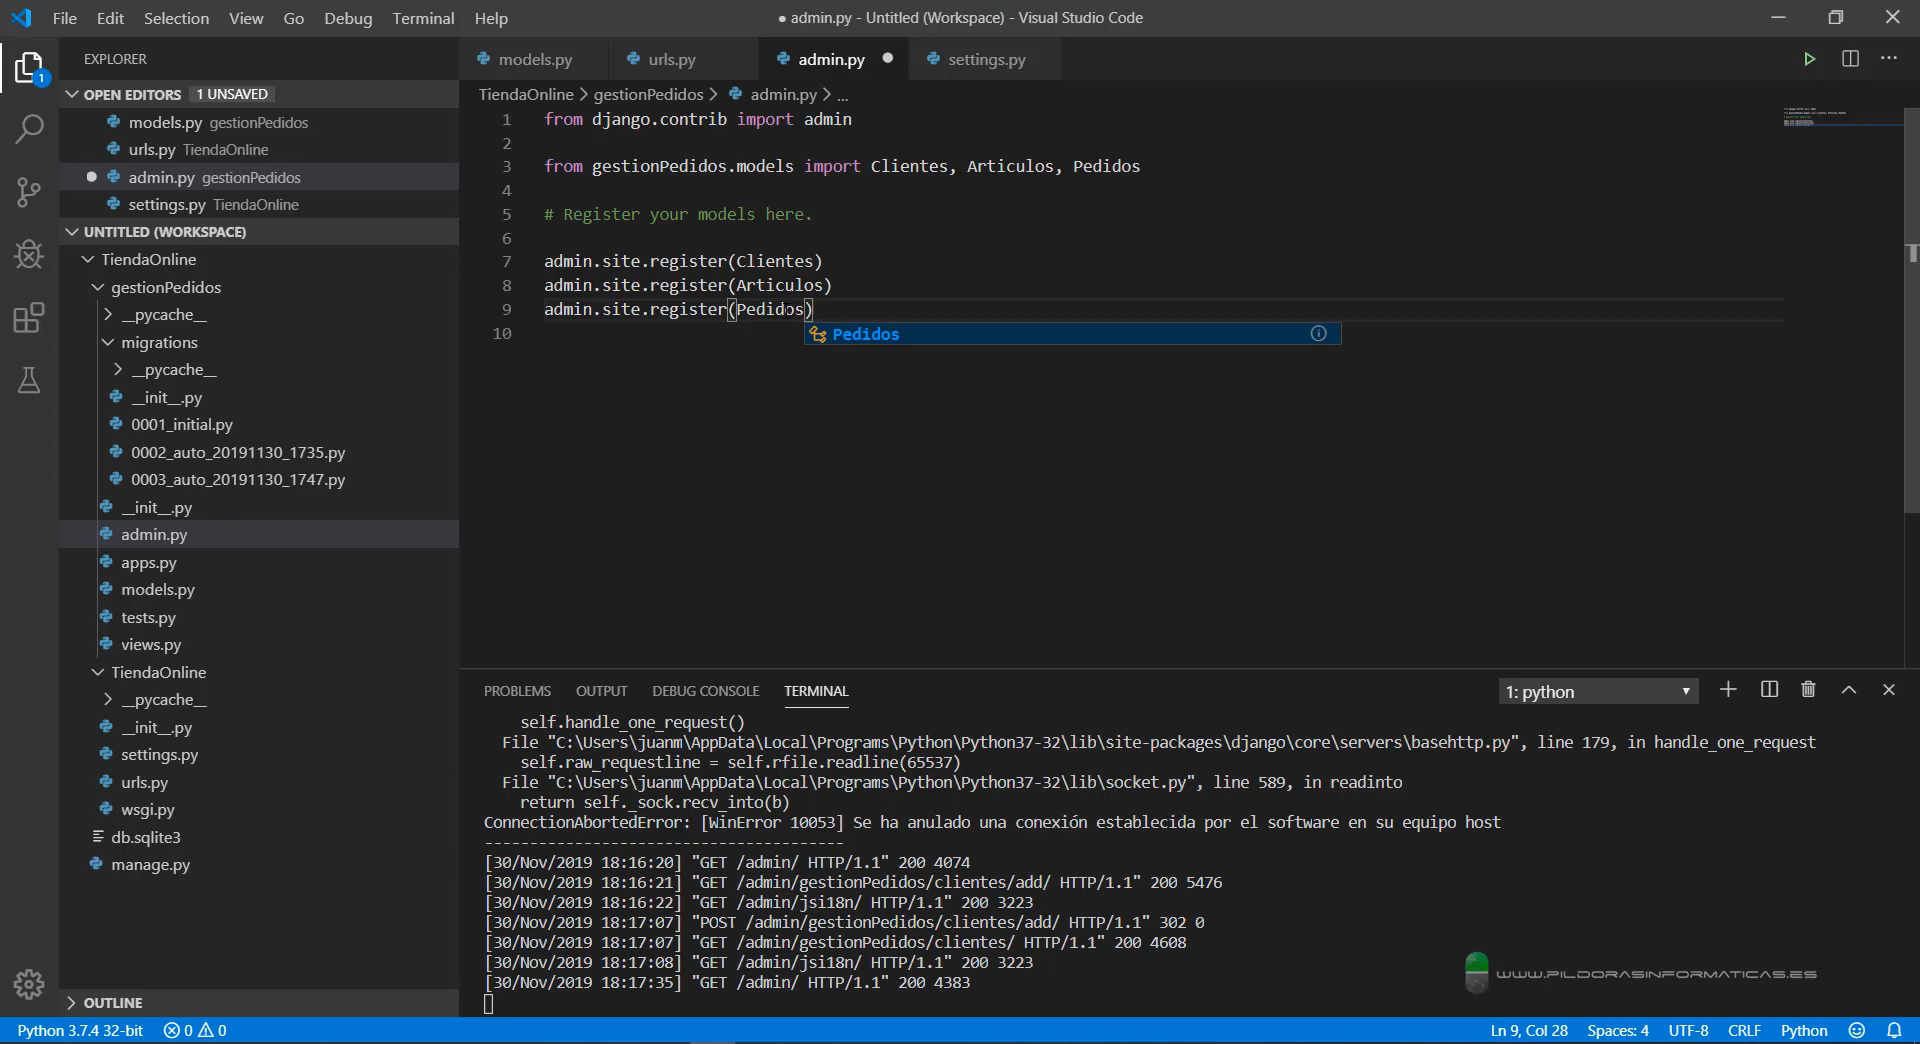 File Edit Selection View Go Debug Terminal Help
● admin.py - Untitled (Workspace) - Visual Studio Code
EXPLORER
1
OPEN EDITORS 1 UNSAVED
models.py gestionPedidos
urls.py TiendaOnline
admin.py gestionPedidos
settings.py TiendaOnline
UNTITLED (WORKSPACE)
TiendaOnline
gestionPedidos
__pycache__
migrations
__pycache__
__init__.py
0001_initial.py
0002_auto_20191130_1735.py
0003_auto_20191130_1747.py
__init__.py
admin.py
apps.py
models.py
tests.py
views.py
TiendaOnline
__pycache__
__init__.py
settings.py
urls.py
wsgi.py
db.sqlite3
manage.py
OUTLINE
models.py urls.py admin.py settings.py
TiendaOnline > gestionPedidos > admin.py > ...
1 from django.contrib import admin
2
3 from gestionPedidos.models import Clientes, Articulos, Pedidos
4
5 # Register your models here.
6
7 admin.site.register(Clientes)
8 admin.site.register(Articulos)
9 admin.site.register(Pedidos)
10
Pedidos
PROBLEMS OUTPUT DEBUG CONSOLE TERMINAL 1: python
self.handle_one_request()
File "C:\Users\juanm\AppData\Local\Programs\Python\Python37-32\lib\site-packages\django\core\servers\basehttp.py", line 179, in handle_one_request
self.raw_requestline = self.rfile.readline(65537)
File "C:\Users\juanm\AppData\Local\Programs\Python\Python37-32\lib\socket.py", line 589, in readinto
return self._sock.recv_into(b)
ConnectionAbortedError: [WinError 10053] Se ha anulado una conexión establecida por el software en su equipo host
----------------------------------------
[30/Nov/2019 18:16:20] "GET /admin/ HTTP/1.1" 200 4074
[30/Nov/2019 18:16:21] "GET /admin/gestionPedidos/clientes/add/ HTTP/1.1" 200 5476
[30/Nov/2019 18:16:22] "GET /admin/jsi18n/ HTTP/1.1" 200 3223
[30/Nov/2019 18:17:07] "POST /admin/gestionPedidos/clientes/add/ HTTP/1.1" 302 0
[30/Nov/2019 18:17:07] "GET /admin/gestionPedidos/clientes/ HTTP/1.1" 200 4608
[30/Nov/2019 18:17:08] "GET /admin/jsi18n/ HTTP/1.1" 200 3223
[30/Nov/2019 18:17:35] "GET /admin/ HTTP/1.1" 200 4383
WWW.PILDORASINFORMATICAS.ES
Python 3.7.4 32-bit 0 0 Ln 9, Col 28 Spaces: 4 UTF-8 CRLF Python